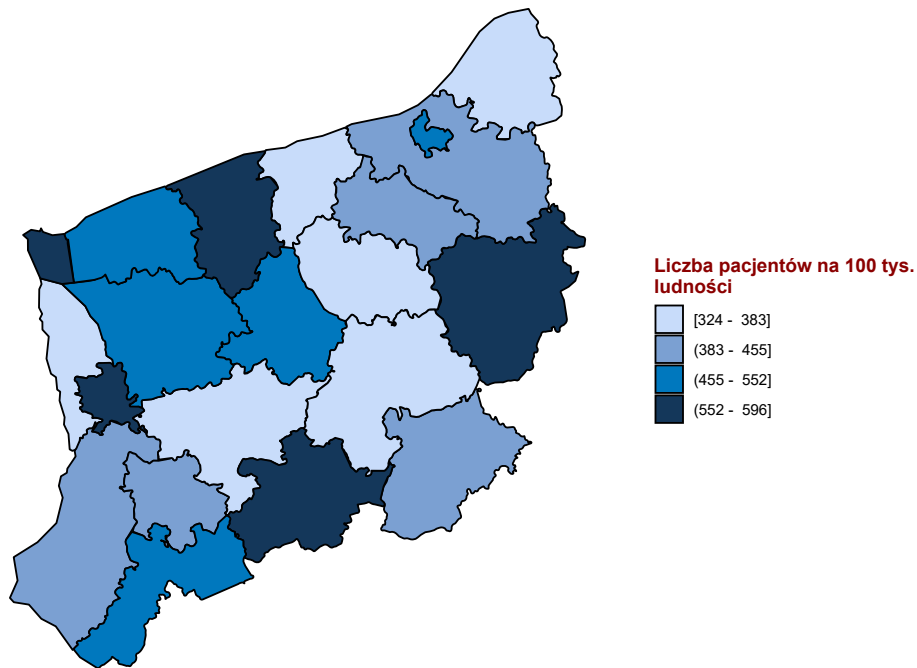 Liczba pacjentów na 100 tys.
ludności
[324 - 383]
(383 - 455]
(455 - 552]
(552 - 596]